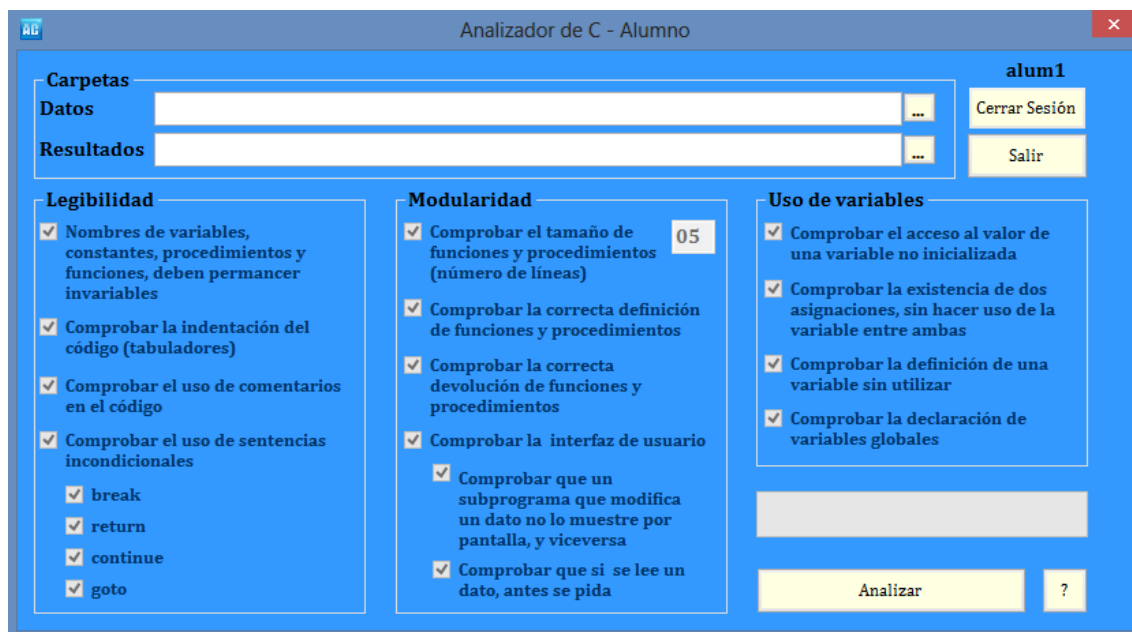 AC
Analizador de C - Alumno
Carpetas
Datos
...
Resultados
...
alum1
Cerrar Sesión
Salir
Legibilidad
Nombres de variables,
constantes, procedimientos y
funciones, deben permancer
invariables
Comprobar la indentación del
código (tabuladores)
Comprobar el uso de comentarios
en el código
Comprobar el uso de sentencias
incondicionales
break
return
continue
goto
Modularidad
Comprobar el tamaño de
funciones y procedimientos
(número de líneas)
05
Comprobar la correcta definición
de funciones y procedimientos
Comprobar la correcta
devolución de funciones y
procedimientos
Comprobar la interfaz de usuario
Comprobar que un
subprograma que modifica
un dato no lo muestre por
pantalla, y viceversa
Comprobar que si se lee un
dato, antes se pida
Uso de variables
Comprobar el acceso al valor de
una variable no inicializada
Comprobar la existencia de dos
asignaciones, sin hacer uso de la
variable entre ambas
Comprobar la definición de una
variable sin utilizar
Comprobar la declaración de
variables globales
Analizar
?